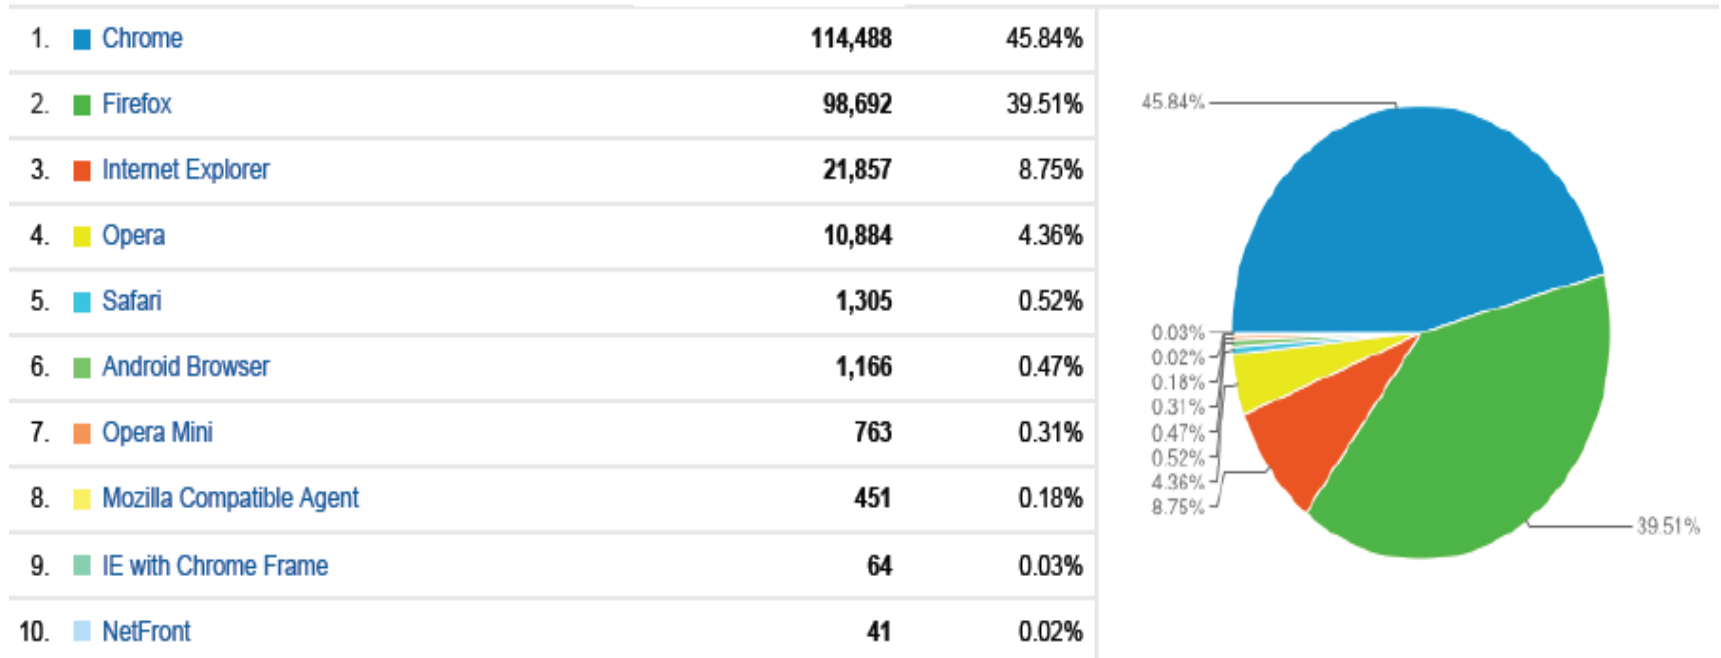 1. Chrome 114,488 45.84%
2. Firefox 98,692 39.51%
3. Internet Explorer 21,857 8.75%
4. Opera 10,884 4.36%
5. Safari 1,305 0.52%
6. Android Browser 1,166 0.47%
7. Opera Mini 763 0.31%
8. Mozilla Compatible Agent 451 0.18%
9. IE with Chrome Frame 64 0.03%
10. NetFront 41 0.02%
45.84%
0.03%
0.02%
0.18%
0.31%
0.47%
0.52%
4.36%
8.75%
39.51%